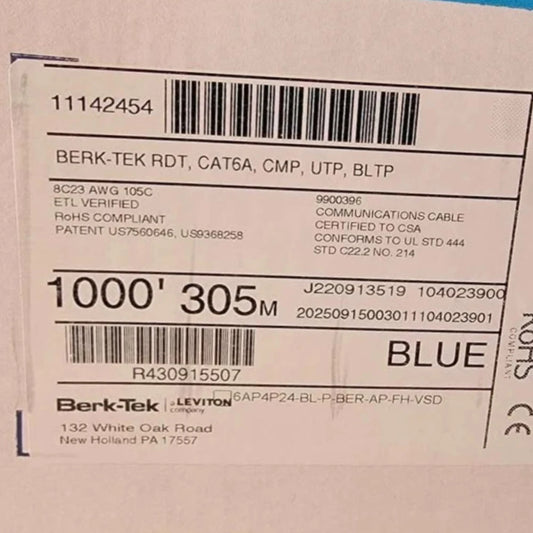 11142454
BERK-TEK RDT, CAT6A, CMP, UTP, BLTP
8C23 AWG 105C
ETL VERIFIED
RoHS COMPLIANT
PATENT US7560646, US9368258
9900396
COMMUNICATIONS CABLE
CERTIFIED TO CSA
CONFORMS TO UL STD 444
STD C22.2 NO. 214
1000' 305M
J220913519 104023900
20250915003011104023901
R430915507
BLUE
Berk-Tek a LEVITON company
6AP4P24-BL-P-BER-AP-FH-VSD
132 White Oak Road
New Holland PA 17557
RoHS
COMPLIANT
CE